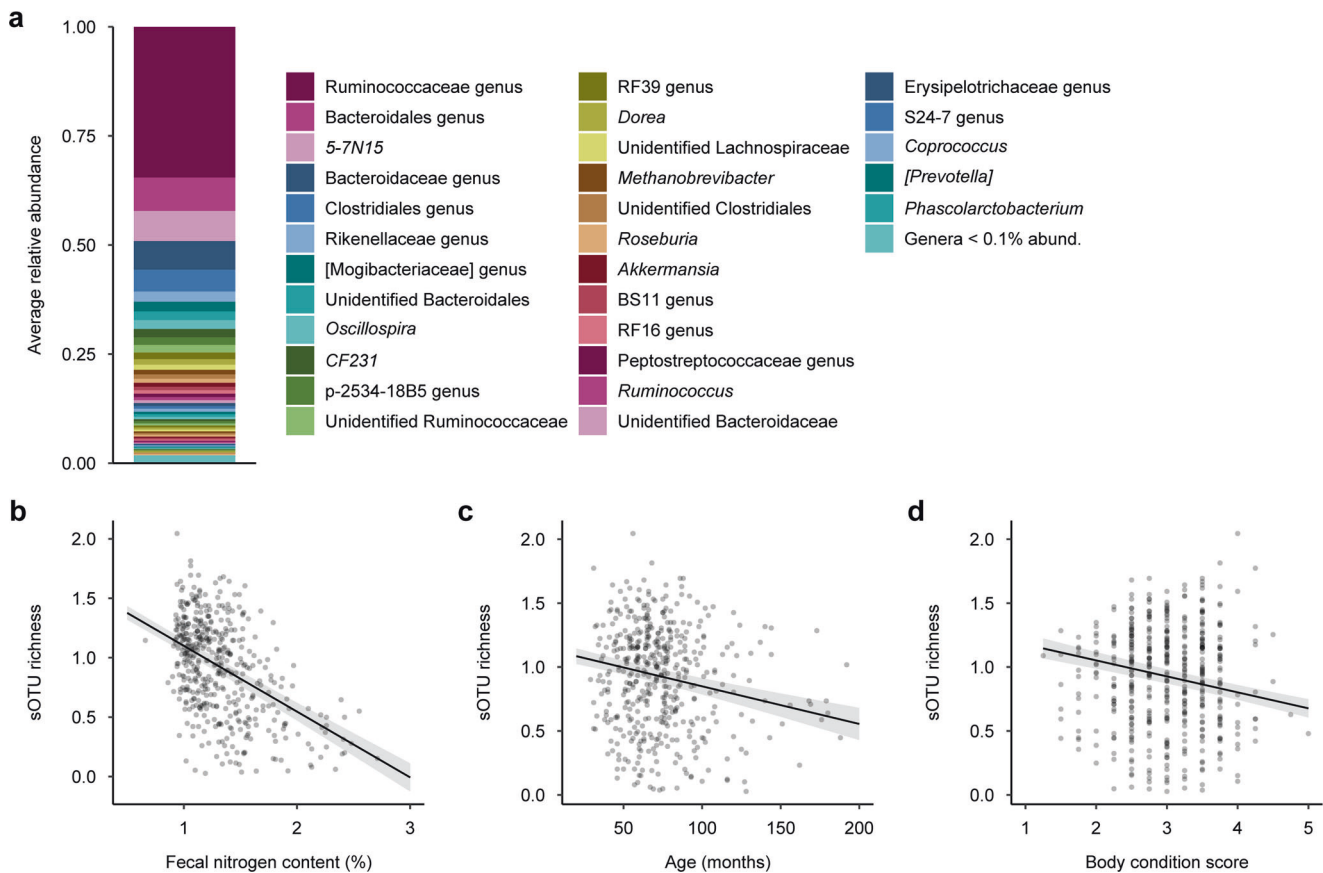 a
1.00
0.75
0.50
0.25
0.00
Average relative abundance
Ruminococcaceae genus
Bacteroidales genus
5-7N15
Bacteroidaceae genus
Clostridiales genus
Rikenellaceae genus
[Mogibacteriaceae] genus
Unidentified Bacteroidales
Oscillospira
CF231
p-2534-18B5 genus
Unidentified Ruminococcaceae
RF39 genus
Dorea
Unidentified Lachnospiraceae
Methanobrevibacter
Unidentified Clostridiales
Roseburia
Akkermansia
BS11 genus
RF16 genus
Peptostreptococcaceae genus
Ruminococcus
Unidentified Bacteroidaceae
Erysipelotrichaceae genus
S24-7 genus
Coprococcus
[Prevotella]
Phascolarctobacterium
Genera < 0.1% abund.
b
2.0
1.5
1.0
0.5
0.0
sOTU richness
1 2 3
Fecal nitrogen content (%)
c
2.0
1.5
1.0
0.5
0.0
sOTU richness
50 100 150 200
Age (months)
d
2.0
1.5
1.0
0.5
0.0
sOTU richness
1 2 3 4 5
Body condition score